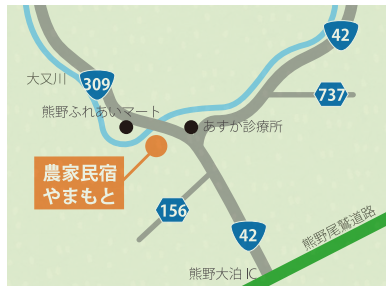 42
大又川
309
熊野ふれあいマート
737
あすか診療所
農家民宿
やまもと
156
42
熊野尾鷲道路
熊野大泊 IC